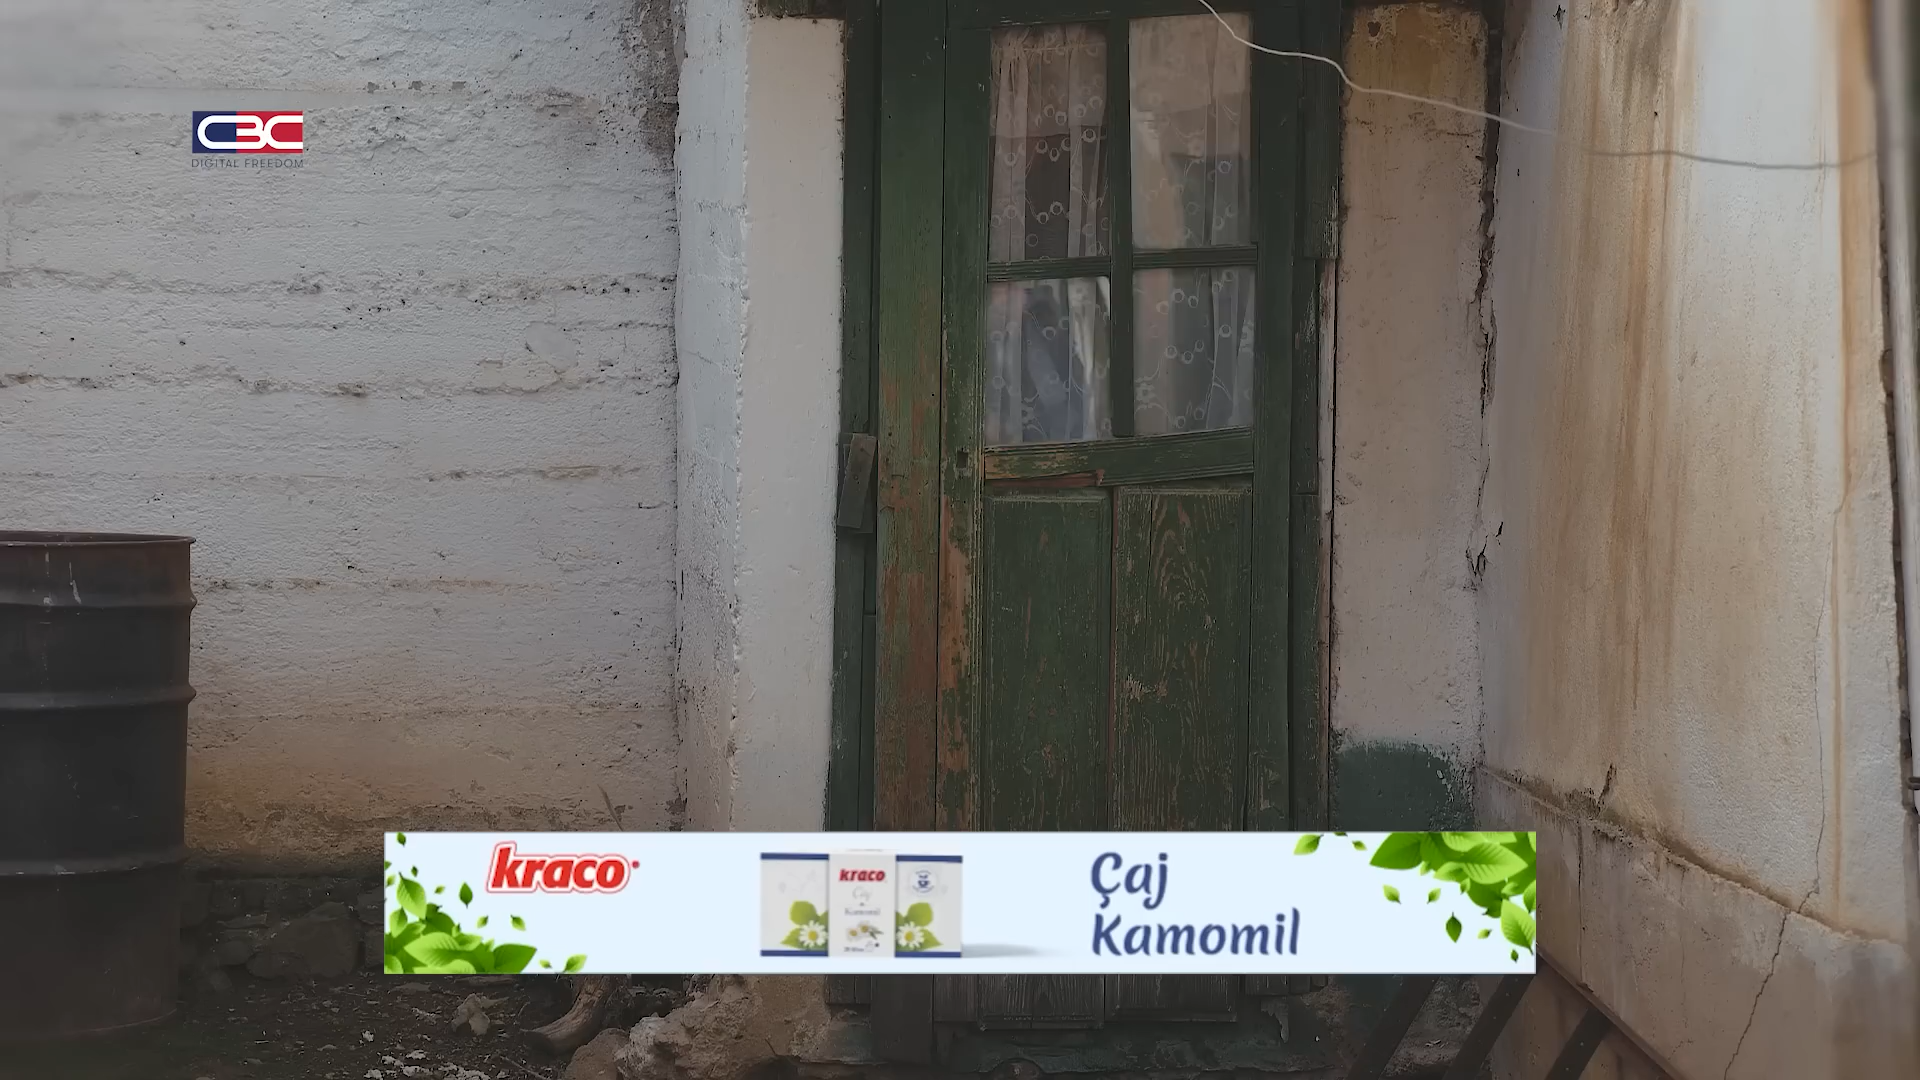 CBC
DIGITAL FREEDOM
kraco
kraco
Çaj
Kamomil
Çaj
Kamomil